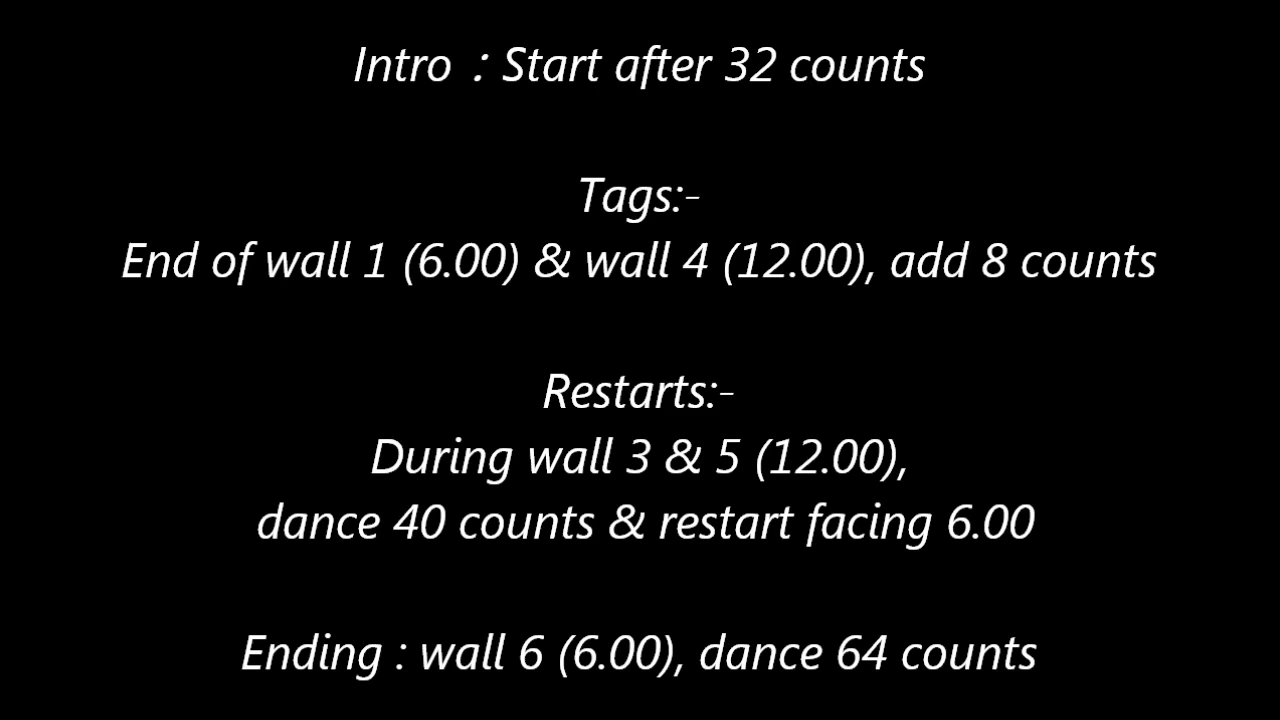 Intro：Start after 32 counts
Tags:-
End of wall 1 (6.00) & wall 4 (12.00), add 8 counts
Restarts:-
During wall 3 & 5 (12.00),
dance 40 counts & restart facing 6.00
Ending : wall 6 (6.00), dance 64 counts